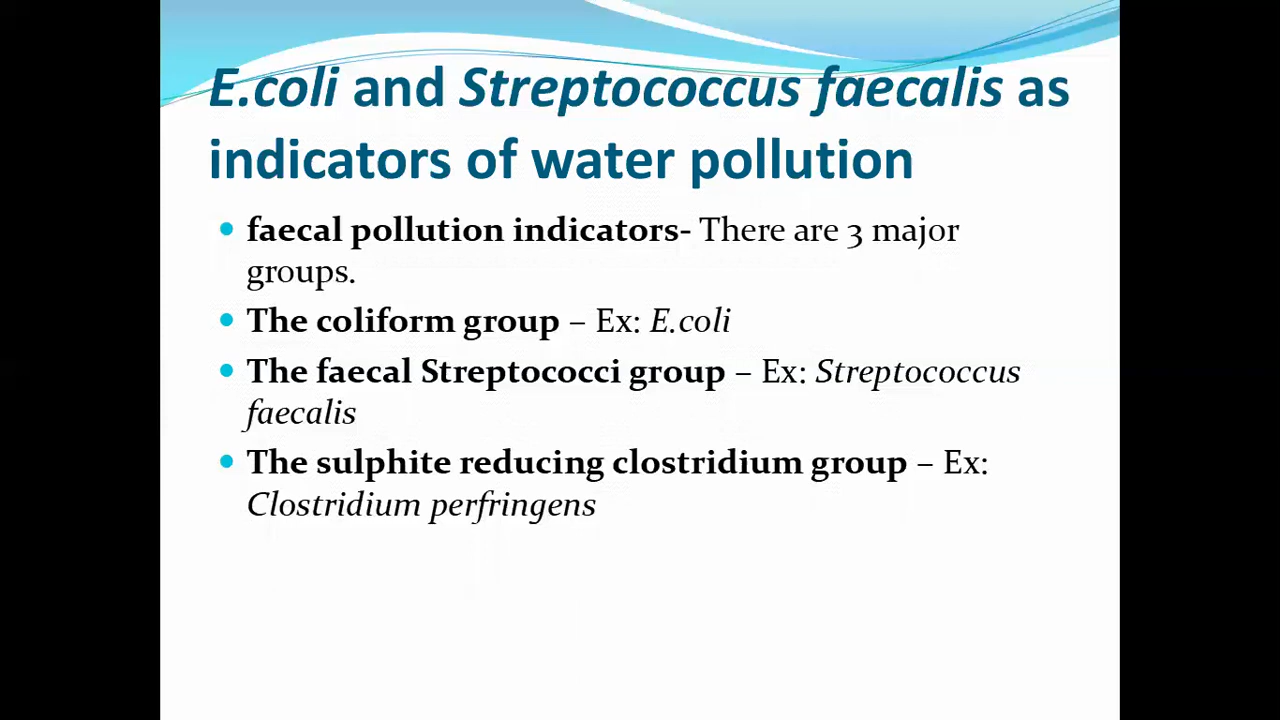 E.coli and Streptococcus faecalis as
indicators of water pollution
• faecal pollution indicators- There are 3 major
groups.
• The coliform group – Ex: E.coli
• The faecal Streptococci group – Ex: Streptococcus
faecalis
• The sulphite reducing clostridium group – Ex:
Clostridium perfringens